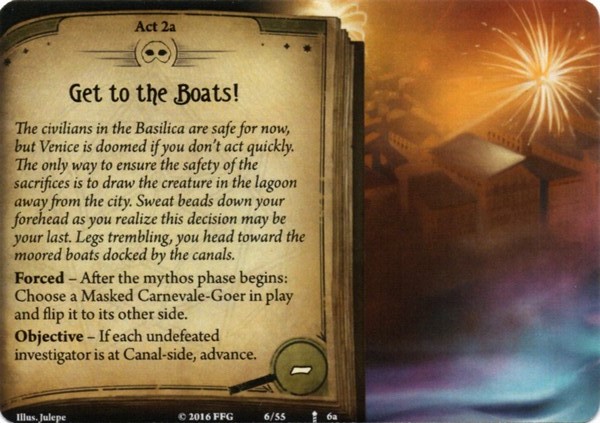 Act 2a
Get to the Boats!
The civilians in the Basilica are safe for now,
but Venice is doomed if you don't act quickly.
The only way to ensure the safety of the
sacrifices is to draw the creature in the lagoon
away from the city. Sweat beads down your
forehead as you realize this decision may be
your last. Legs trembling, you head toward the
moored boats docked by the canals.
Forced – After the mythos phase begins:
Choose a Masked Carnevale-Goer in play
and flip it to its other side.
Objective – If each undefeated
investigator is at Canal-side, advance.
–
Illus. Julepe © 2016 FFG 6/55 6a